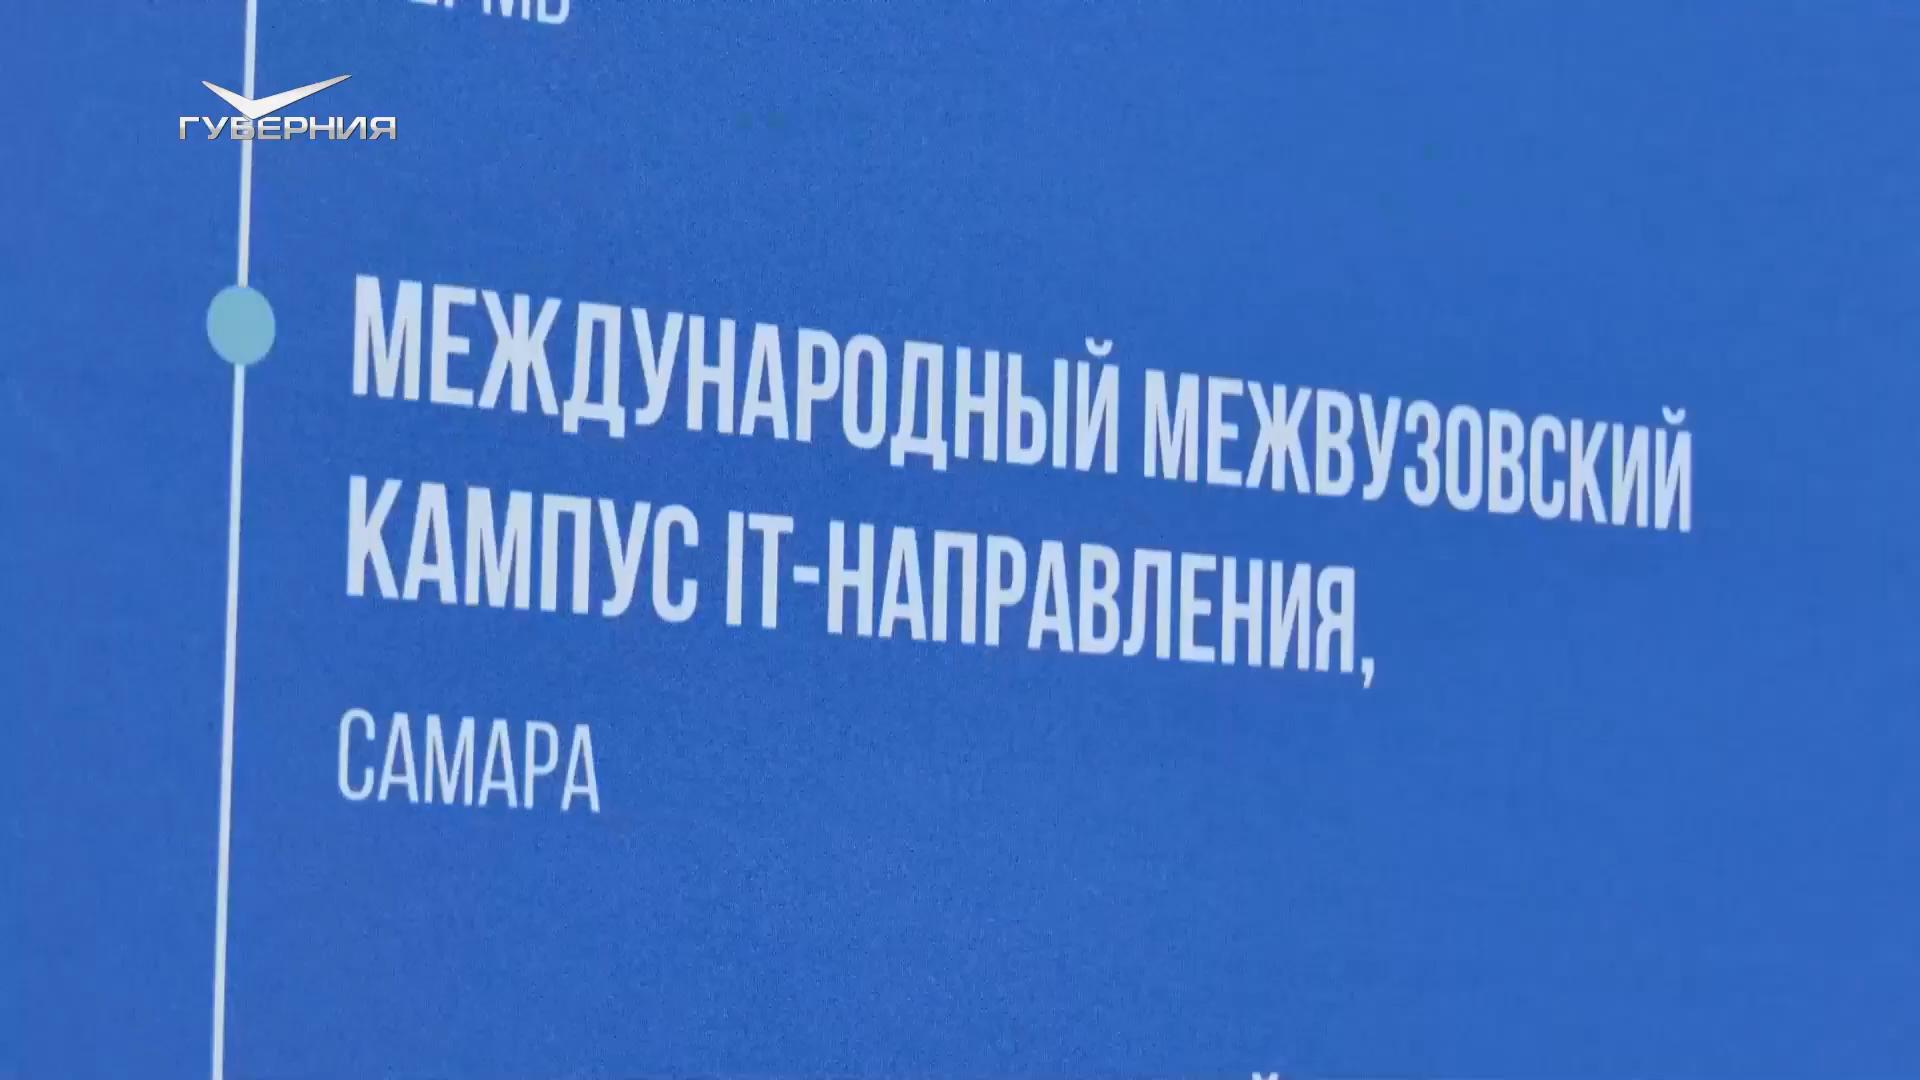 ГУБЕРНИЯ
МЕЖДУНАРОДНЫЙ МЕЖВУЗОВСКИЙ
КАМПУС IT-НАПРАВЛЕНИЯ,
САМАРА